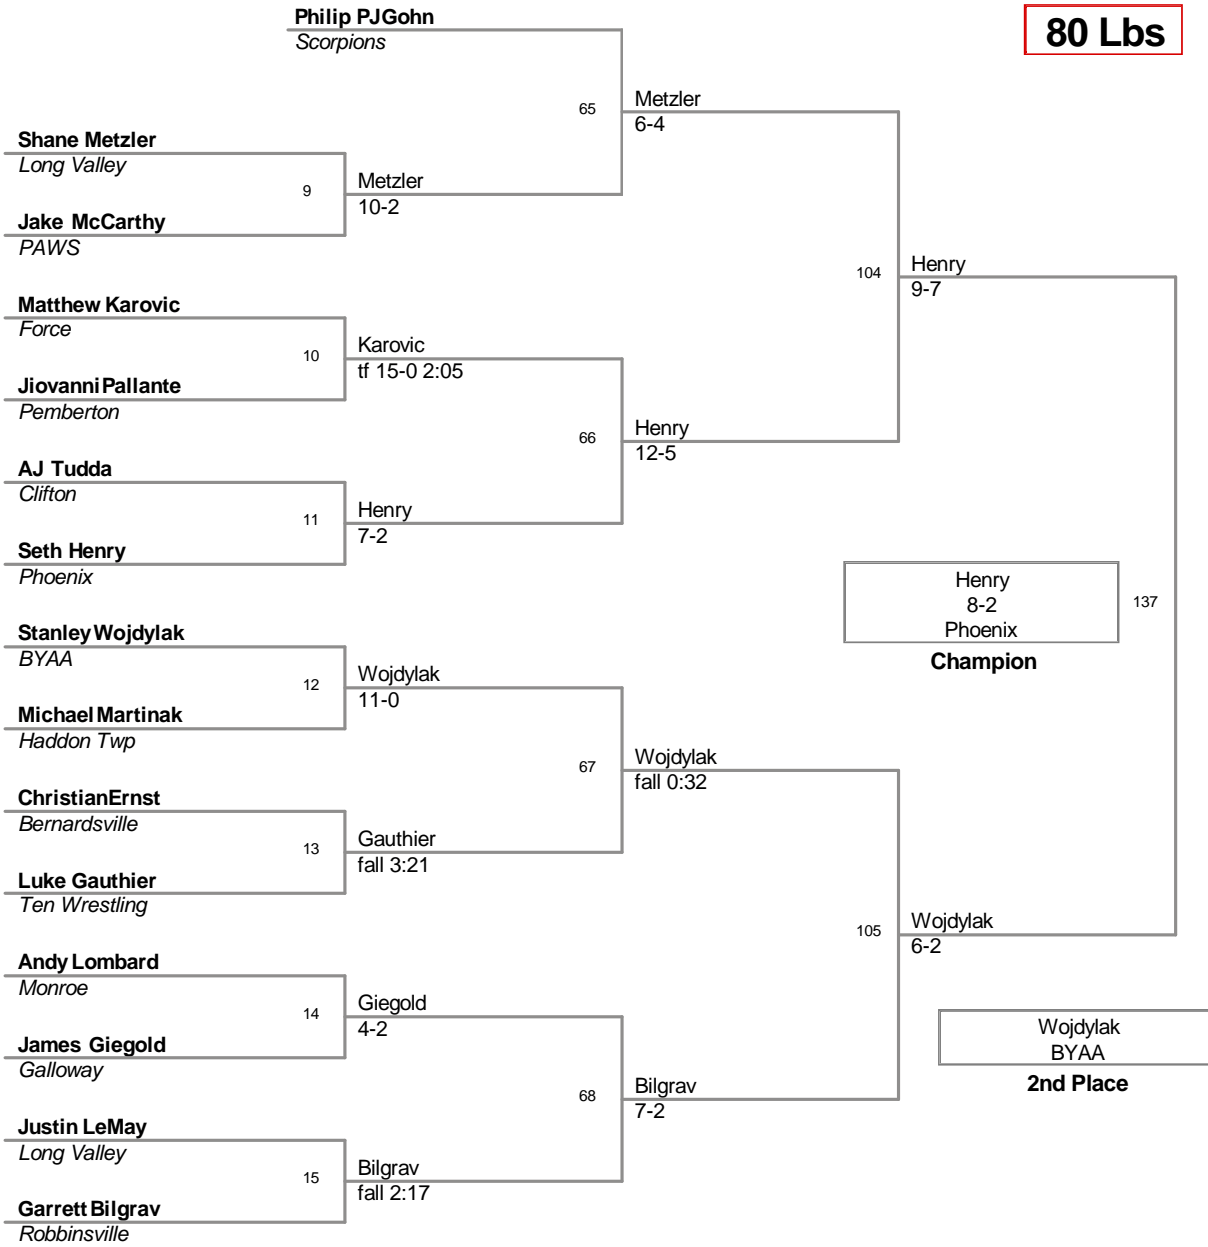 Philip PJGohn
Scorpions
80 Lbs
65
Metzler
6-4
Shane Metzler
Long Valley
9
Metzler
10-2
Jake McCarthy
PAWS
104
Henry
9-7
Matthew Karovic
Force
10
Karovic
tf 15-0 2:05
Jiovanni Pallante
Pemberton
66
Henry
12-5
AJ Tudda
Clifton
11
Henry
7-2
Seth Henry
Phoenix
Henry
8-2
Phoenix
137
Champion
Stanley Wojdylak
BYAA
12
Wojdylak
11-0
Michael Martinak
Haddon Twp
67
Wojdylak
fall 0:32
ChristianErnst
Bernardsville
13
Gauthier
fall 3:21
Luke Gauthier
Ten Wrestling
105
Wojdylak
6-2
Andy Lombard
Monroe
14
Giegold
4-2
James Giegold
Galloway
Wojdylak
BYAA
2nd Place
68
Bilgrav
7-2
Justin LeMay
Long Valley
15
Bilgrav
fall 2:17
Garrett Bilgrav
Robbinsville